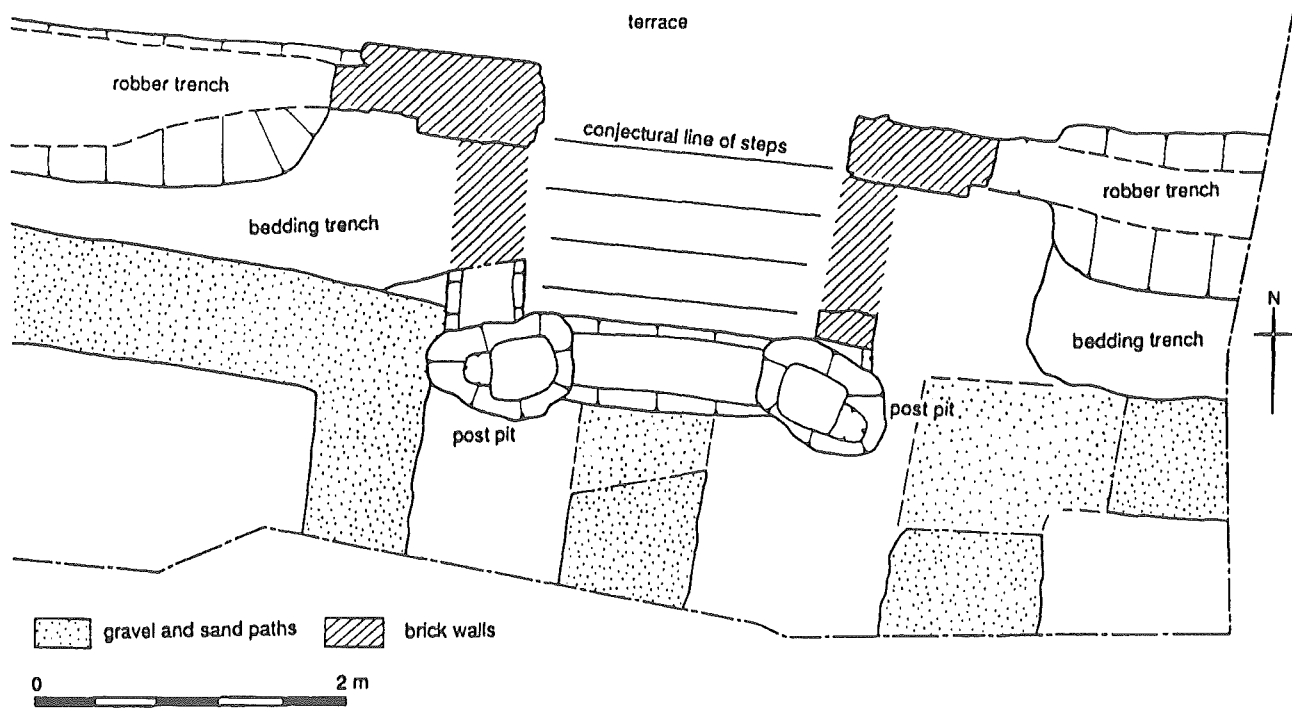 terrace
robber trench
conjectural line of steps
robber trench
bedding trench
N
bedding trench
post pit
post pit
gravel and sand paths
brick walls
0
2 m